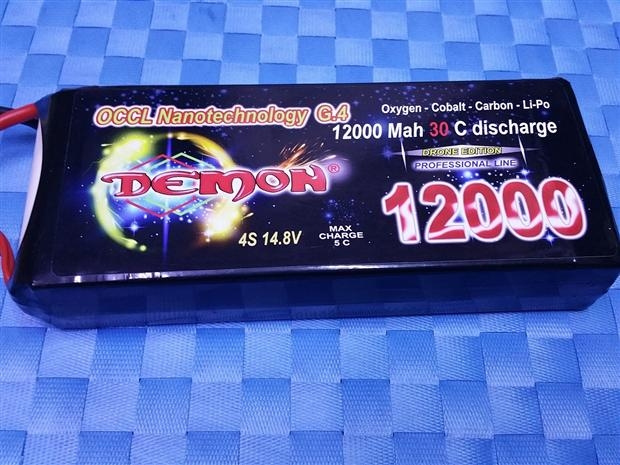 OCCL Nanotechnology G.4
Oxygen - Cobalt - Carbon - Li-Po
12000 Mah 30 C discharge
DRONE EDITION
PROFESSIONAL LINE
DEMON®
12000
4S 14.8V
MAX
CHARGE
5 C